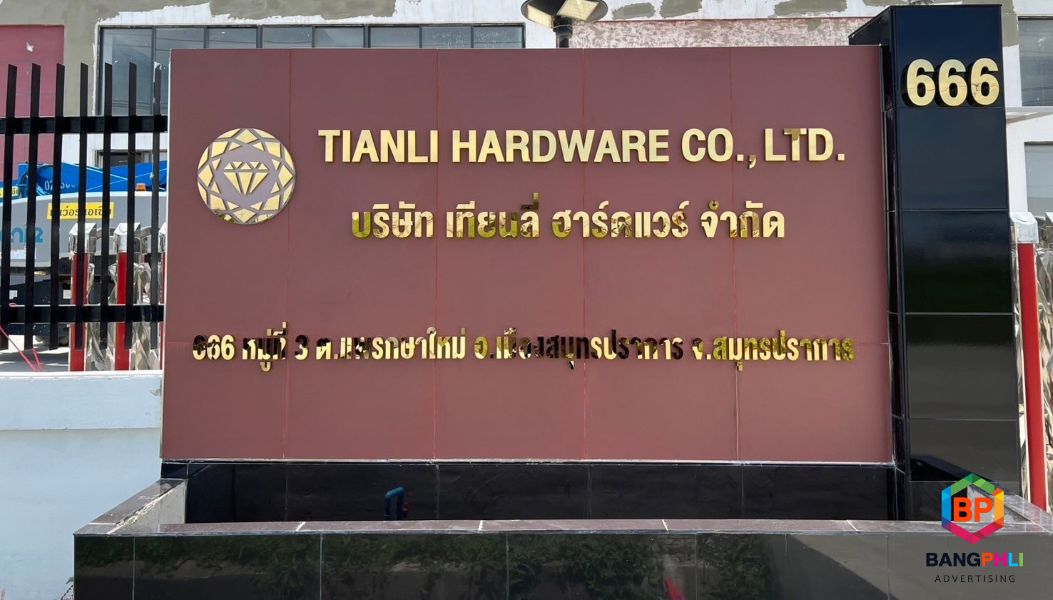 666
TIANLI HARDWARE CO., LTD.
บริษัท เทียนลี่ ฮาร์ดแวร์ จำกัด
666 หมู่ที่ 3 ต.แพรกษาใหม่ อ.เมืองสมุทรปราการ จ.สมุทรปราการ
BP
BANGPHLI
ADVERTISING